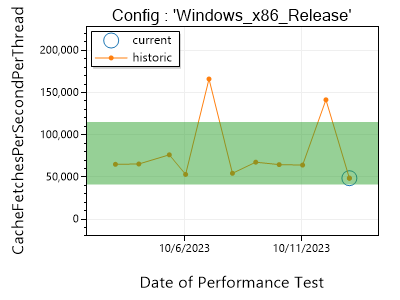 Config : 'Windows_x86_Release'
CacheFetchesPerSecondPerThread
current
historic
200,000
150,000
100,000
50,000
0
10/6/2023
10/11/2023
Date of Performance Test